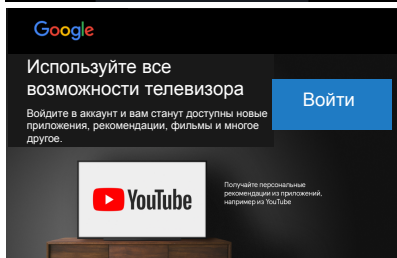 Google
Используйте все
возможности телевизора
Войти
Войдите в аккаунт и вам станут доступны новые
приложения, рекомендации, фильмы и многое
другое.
YouTube
Получайте персональные
рекомендации из приложений,
например из YouTube